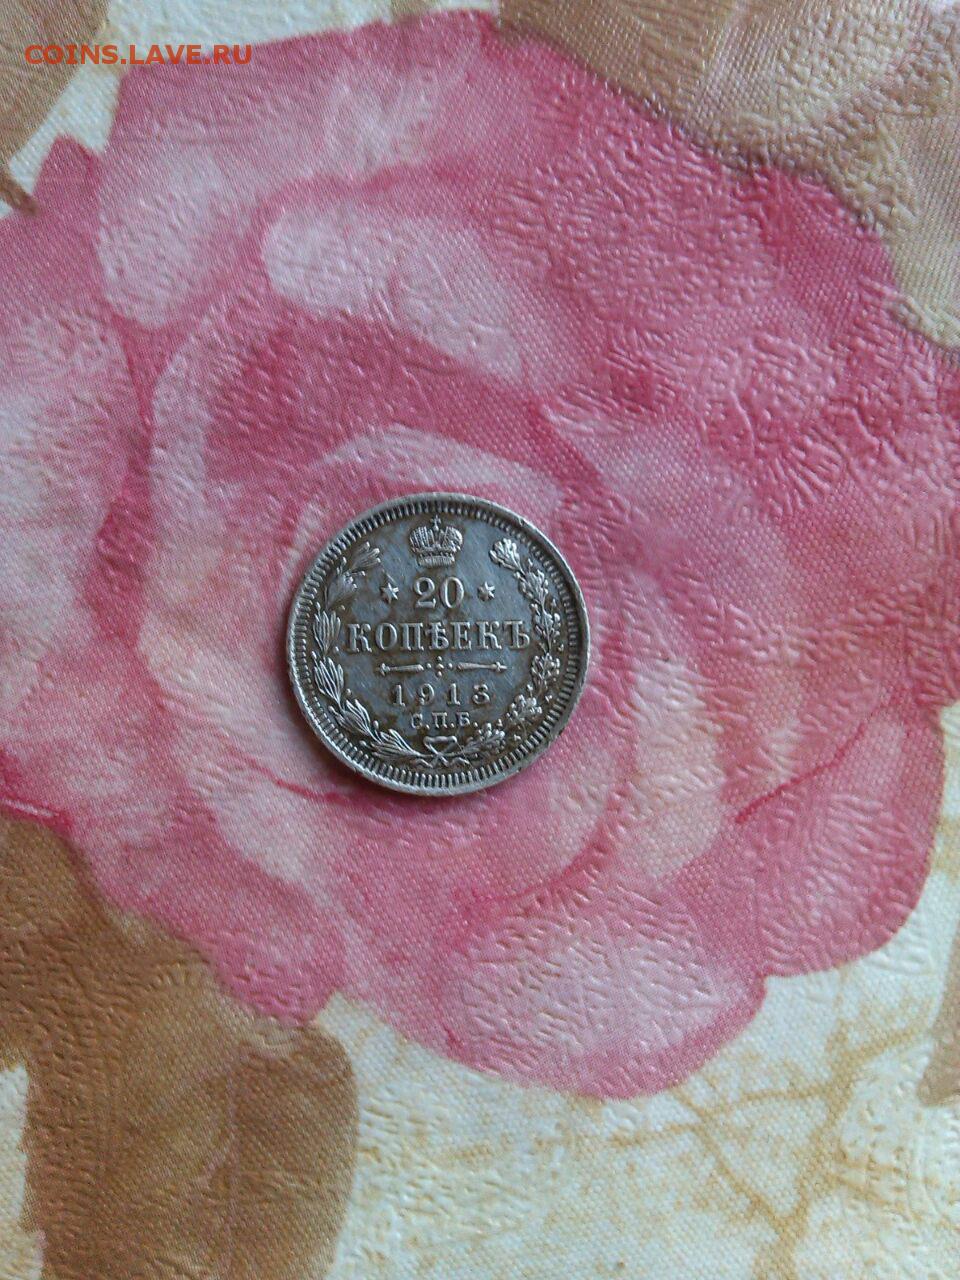 COINS.LAVE.RU
20
КОПѢЕКЪ
1913
С.П.Б.